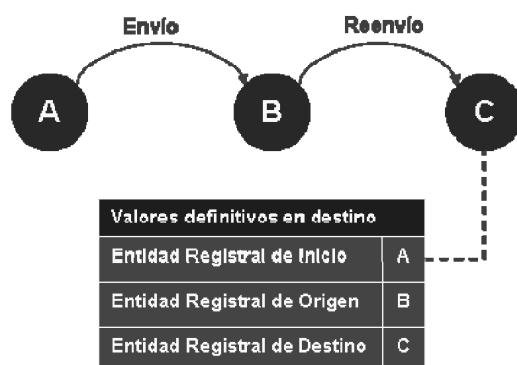 Envío
Reenvío
A
B
C
Valores definitivos en destino
Entidad Registral de Inicio A
Entidad Registral de Origen B
Entidad Registral de Destino C